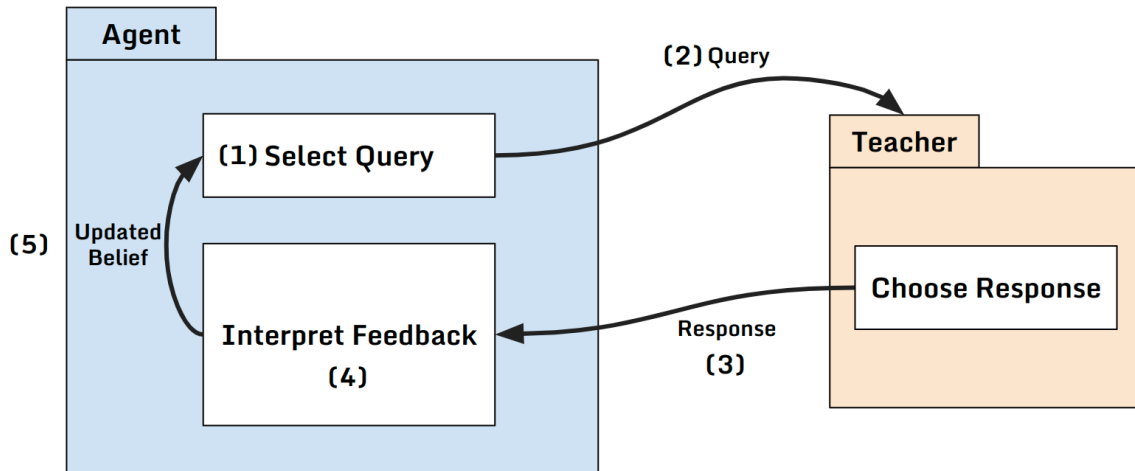 Agent
(2) Query
(1) Select Query
Teacher
(5)
Updated
Belief
Choose Response
Interpret Feedback
(4)
Response
(3)